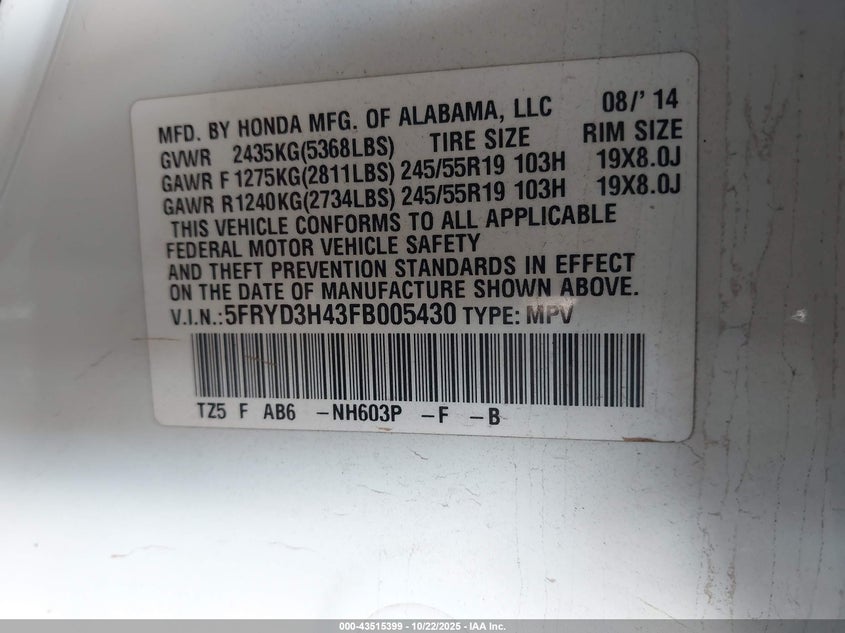 MFD. BY HONDA MFG. OF ALABAMA, LLC 08/' 14
GVWR 2435KG(5368LBS) TIRE SIZE RIM SIZE
GAWR F 1275KG(2811LBS) 245/55R19 103H 19X8.0J
GAWR R 1240KG(2734LBS) 245/55R19 103H 19X8.0J
THIS VEHICLE CONFORMS TO ALL APPLICABLE
FEDERAL MOTOR VEHICLE SAFETY
AND THEFT PREVENTION STANDARDS IN EFFECT
ON THE DATE OF MANUFACTURE SHOWN ABOVE.
V.I.N.:5FRYD3H43FB005430 TYPE: MPV
TZ5 F AB6 -NH603P -F -B
000-43515399 - 10/22/2025 - IAA Inc.